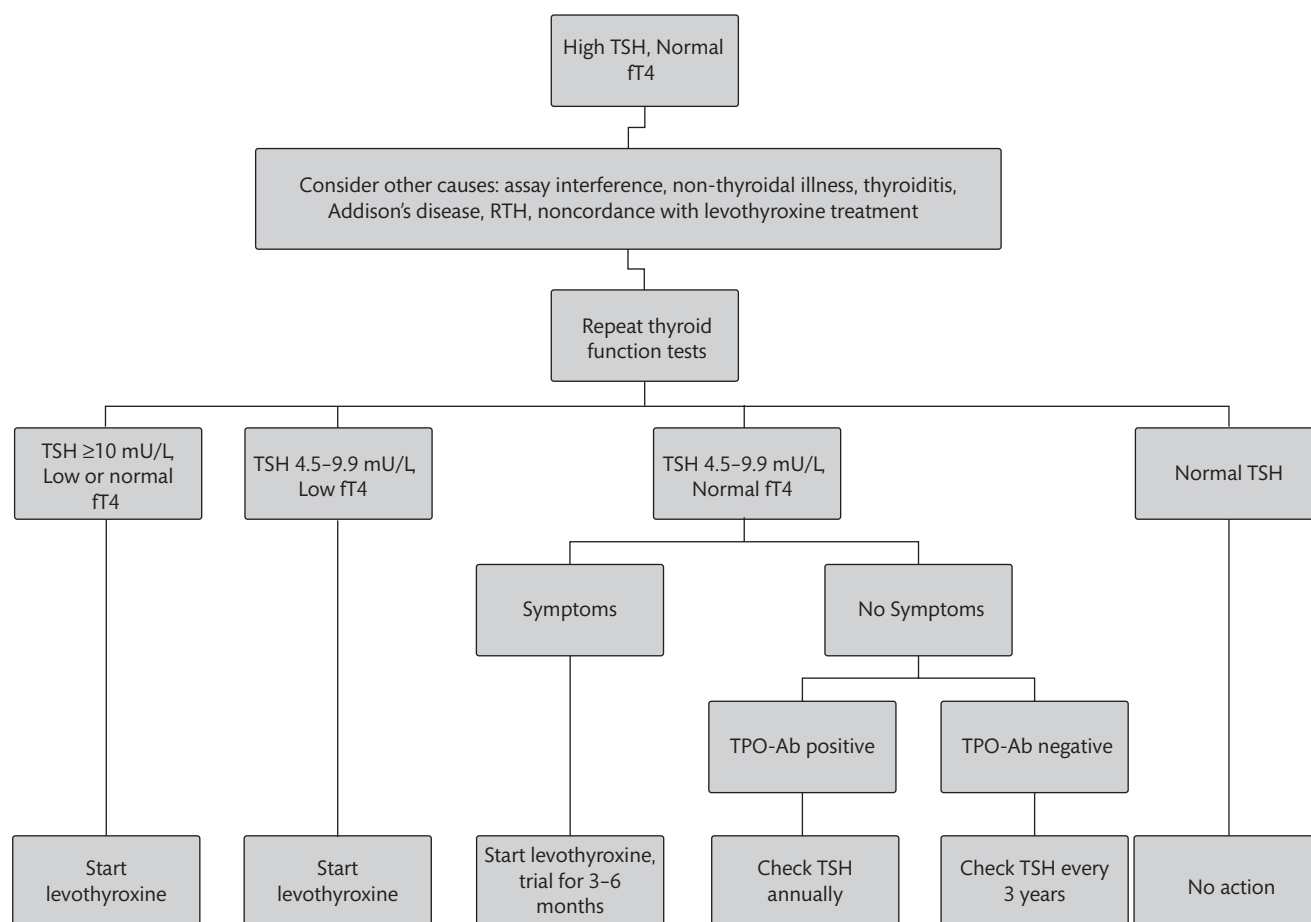 High TSH, Normal
fT4
Consider other causes: assay interference, non-thyroidal illness, thyroiditis,
Addison's disease, RTH, noncordance with levothyroxine treatment
Repeat thyroid
function tests
TSH ≥10 mU/L,
Low or normal
fT4
TSH 4.5–9.9 mU/L,
Low fT4
TSH 4.5–9.9 mU/L,
Normal fT4
Normal TSH
Symptoms
No Symptoms
TPO-Ab positive
TPO-Ab negative
Start
levothyroxine
Start
levothyroxine
Start levothyroxine,
trial for 3–6
months
Check TSH
annually
Check TSH every
3 years
No action